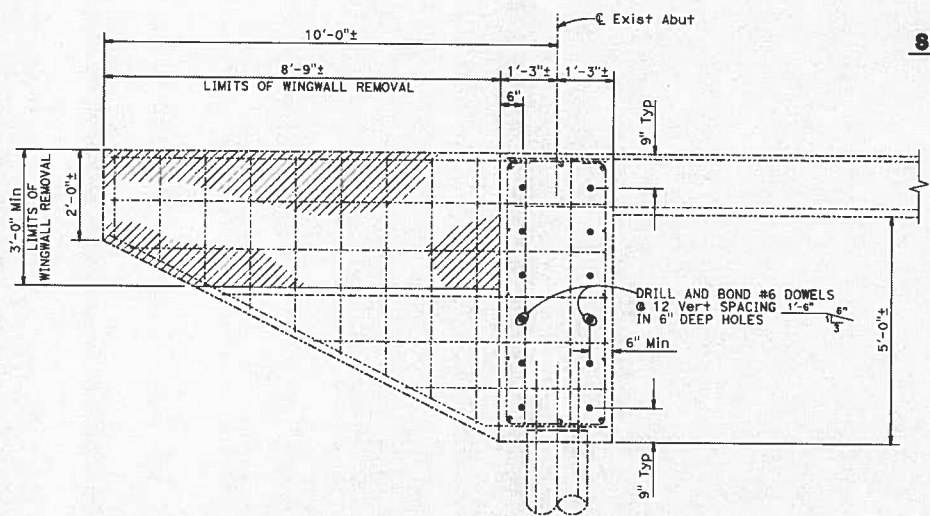 ℄ Exist Abut
10'-0"±
8'-9"±
1'-3"±
1'-3"±
LIMITS OF WINGWALL REMOVAL
6"
9" Typ
3'-0" Min
LIMITS OF
WINGWALL REMOVAL
2'-0"±
DRILL AND BOND #6 DOWELS
@ 12 Vert SPACING
IN 6" DEEP HOLES
1'-6"
6"
6" Min
5'-0"±
9" Typ